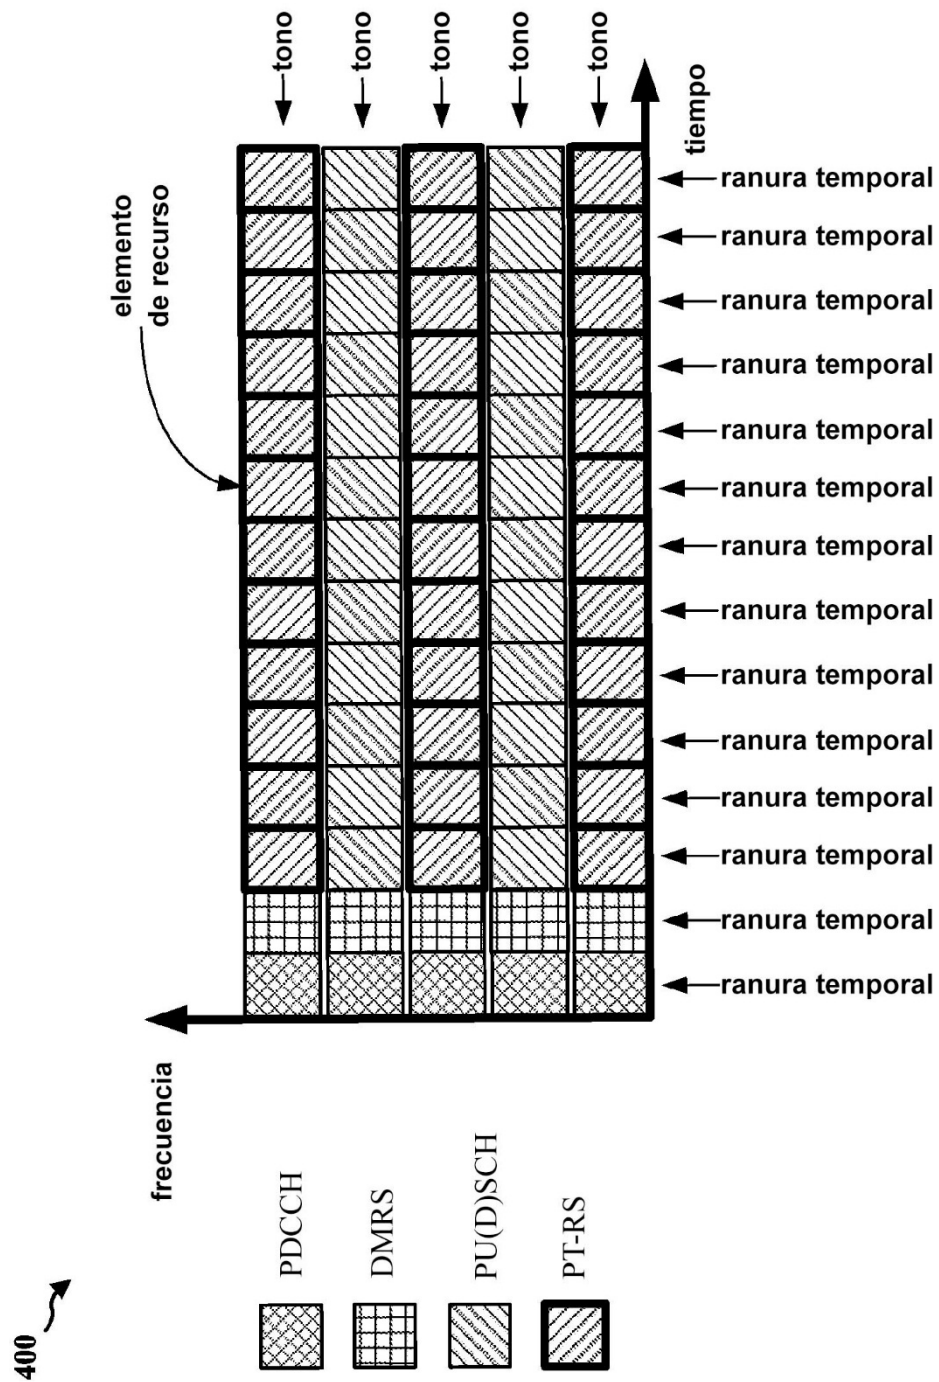 400
PDCCH
DMRS
PU(D)SCH
PT-RS
frecuencia
elemento
de recurso
tono
tono
tono
tono
tono
tiempo
ranura temporal
ranura temporal
ranura temporal
ranura temporal
ranura temporal
ranura temporal
ranura temporal
ranura temporal
ranura temporal
ranura temporal
ranura temporal
ranura temporal
ranura temporal
ranura temporal